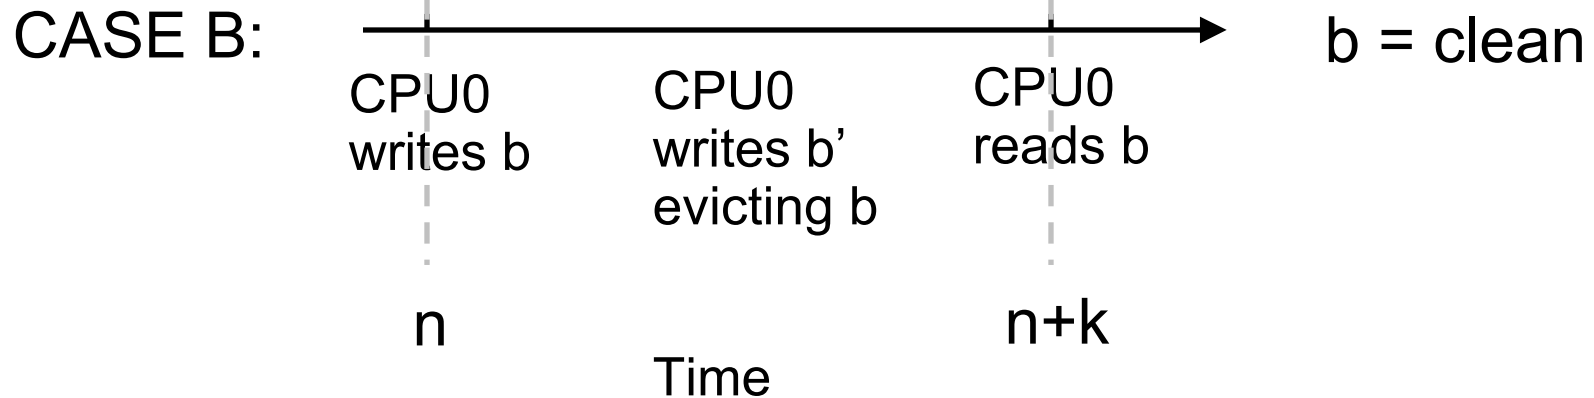 CASE B:
b = clean
CPU0
writes b
CPU0
writes b’
evicting b
CPU0
reads b
n
n+k
Time